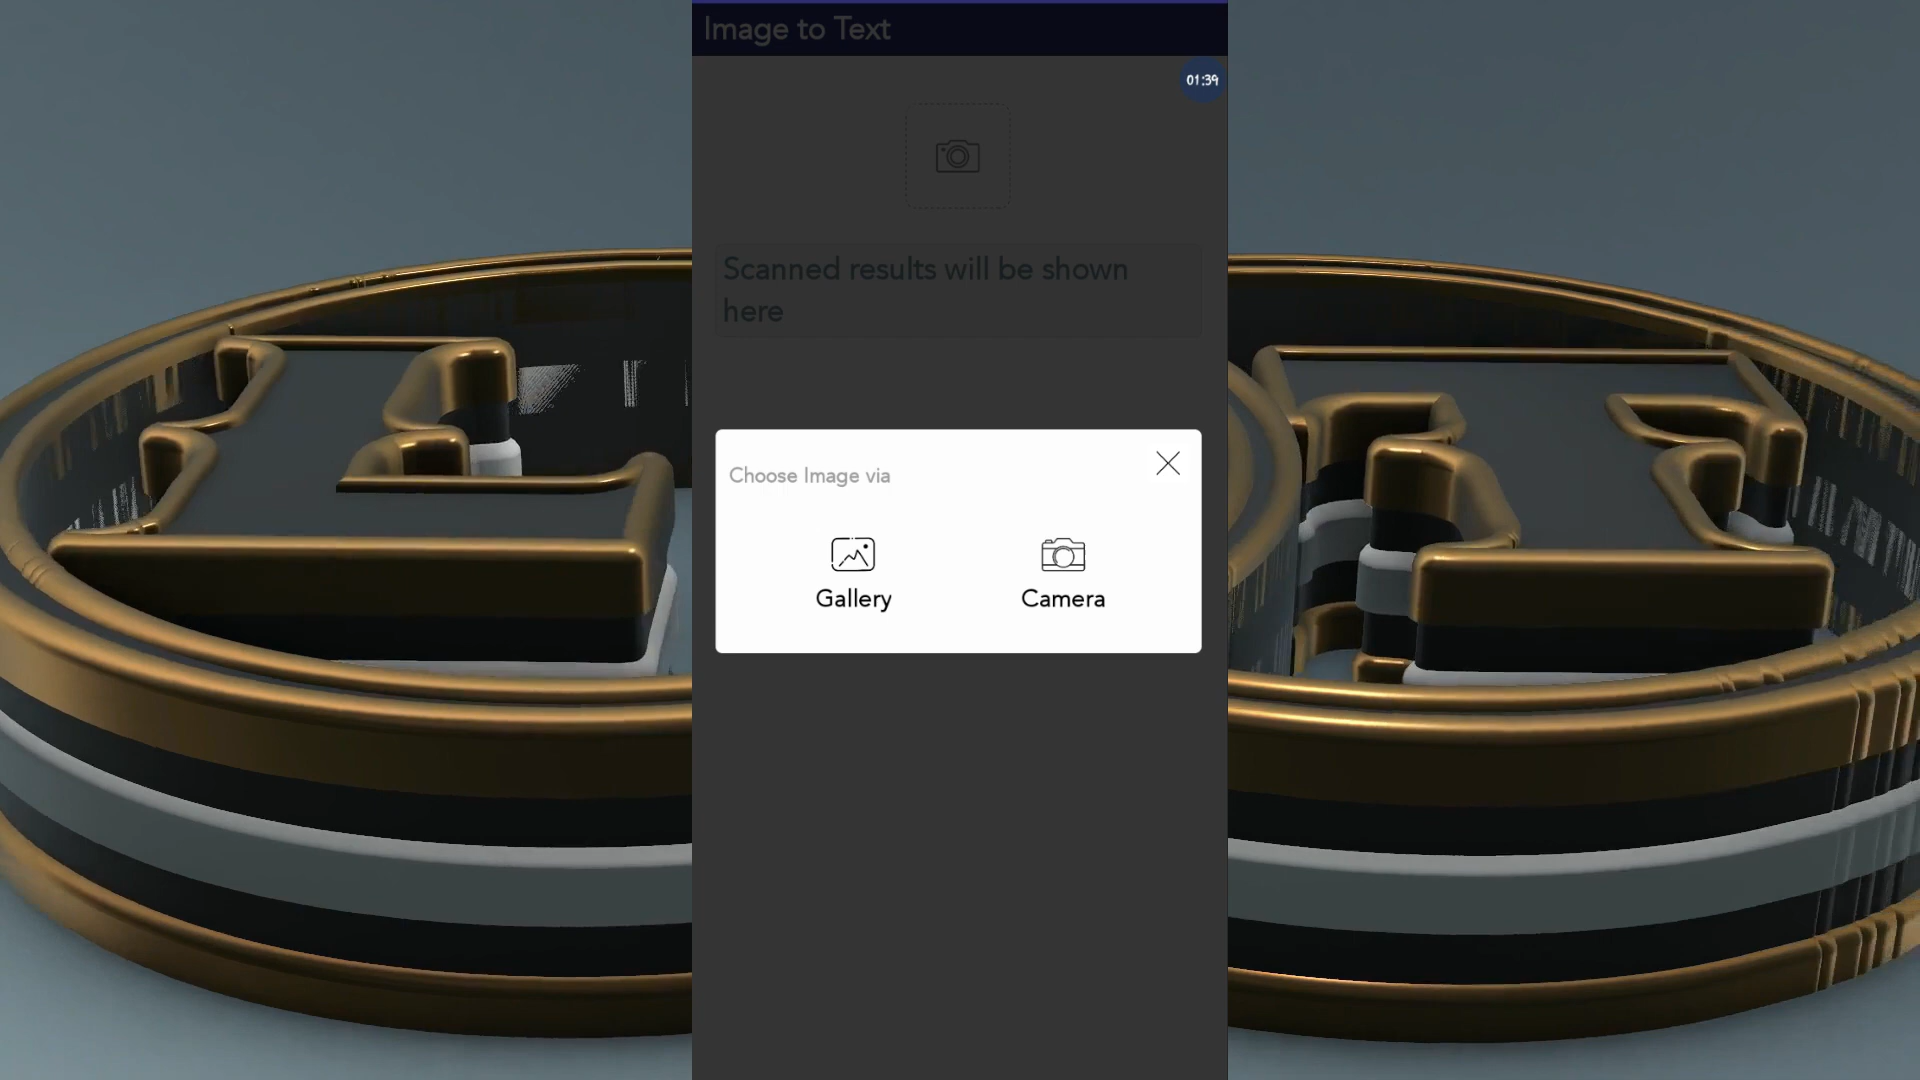 Image to Text
01:39
Scanned results will be shown
here
Choose Image via
Gallery
Camera